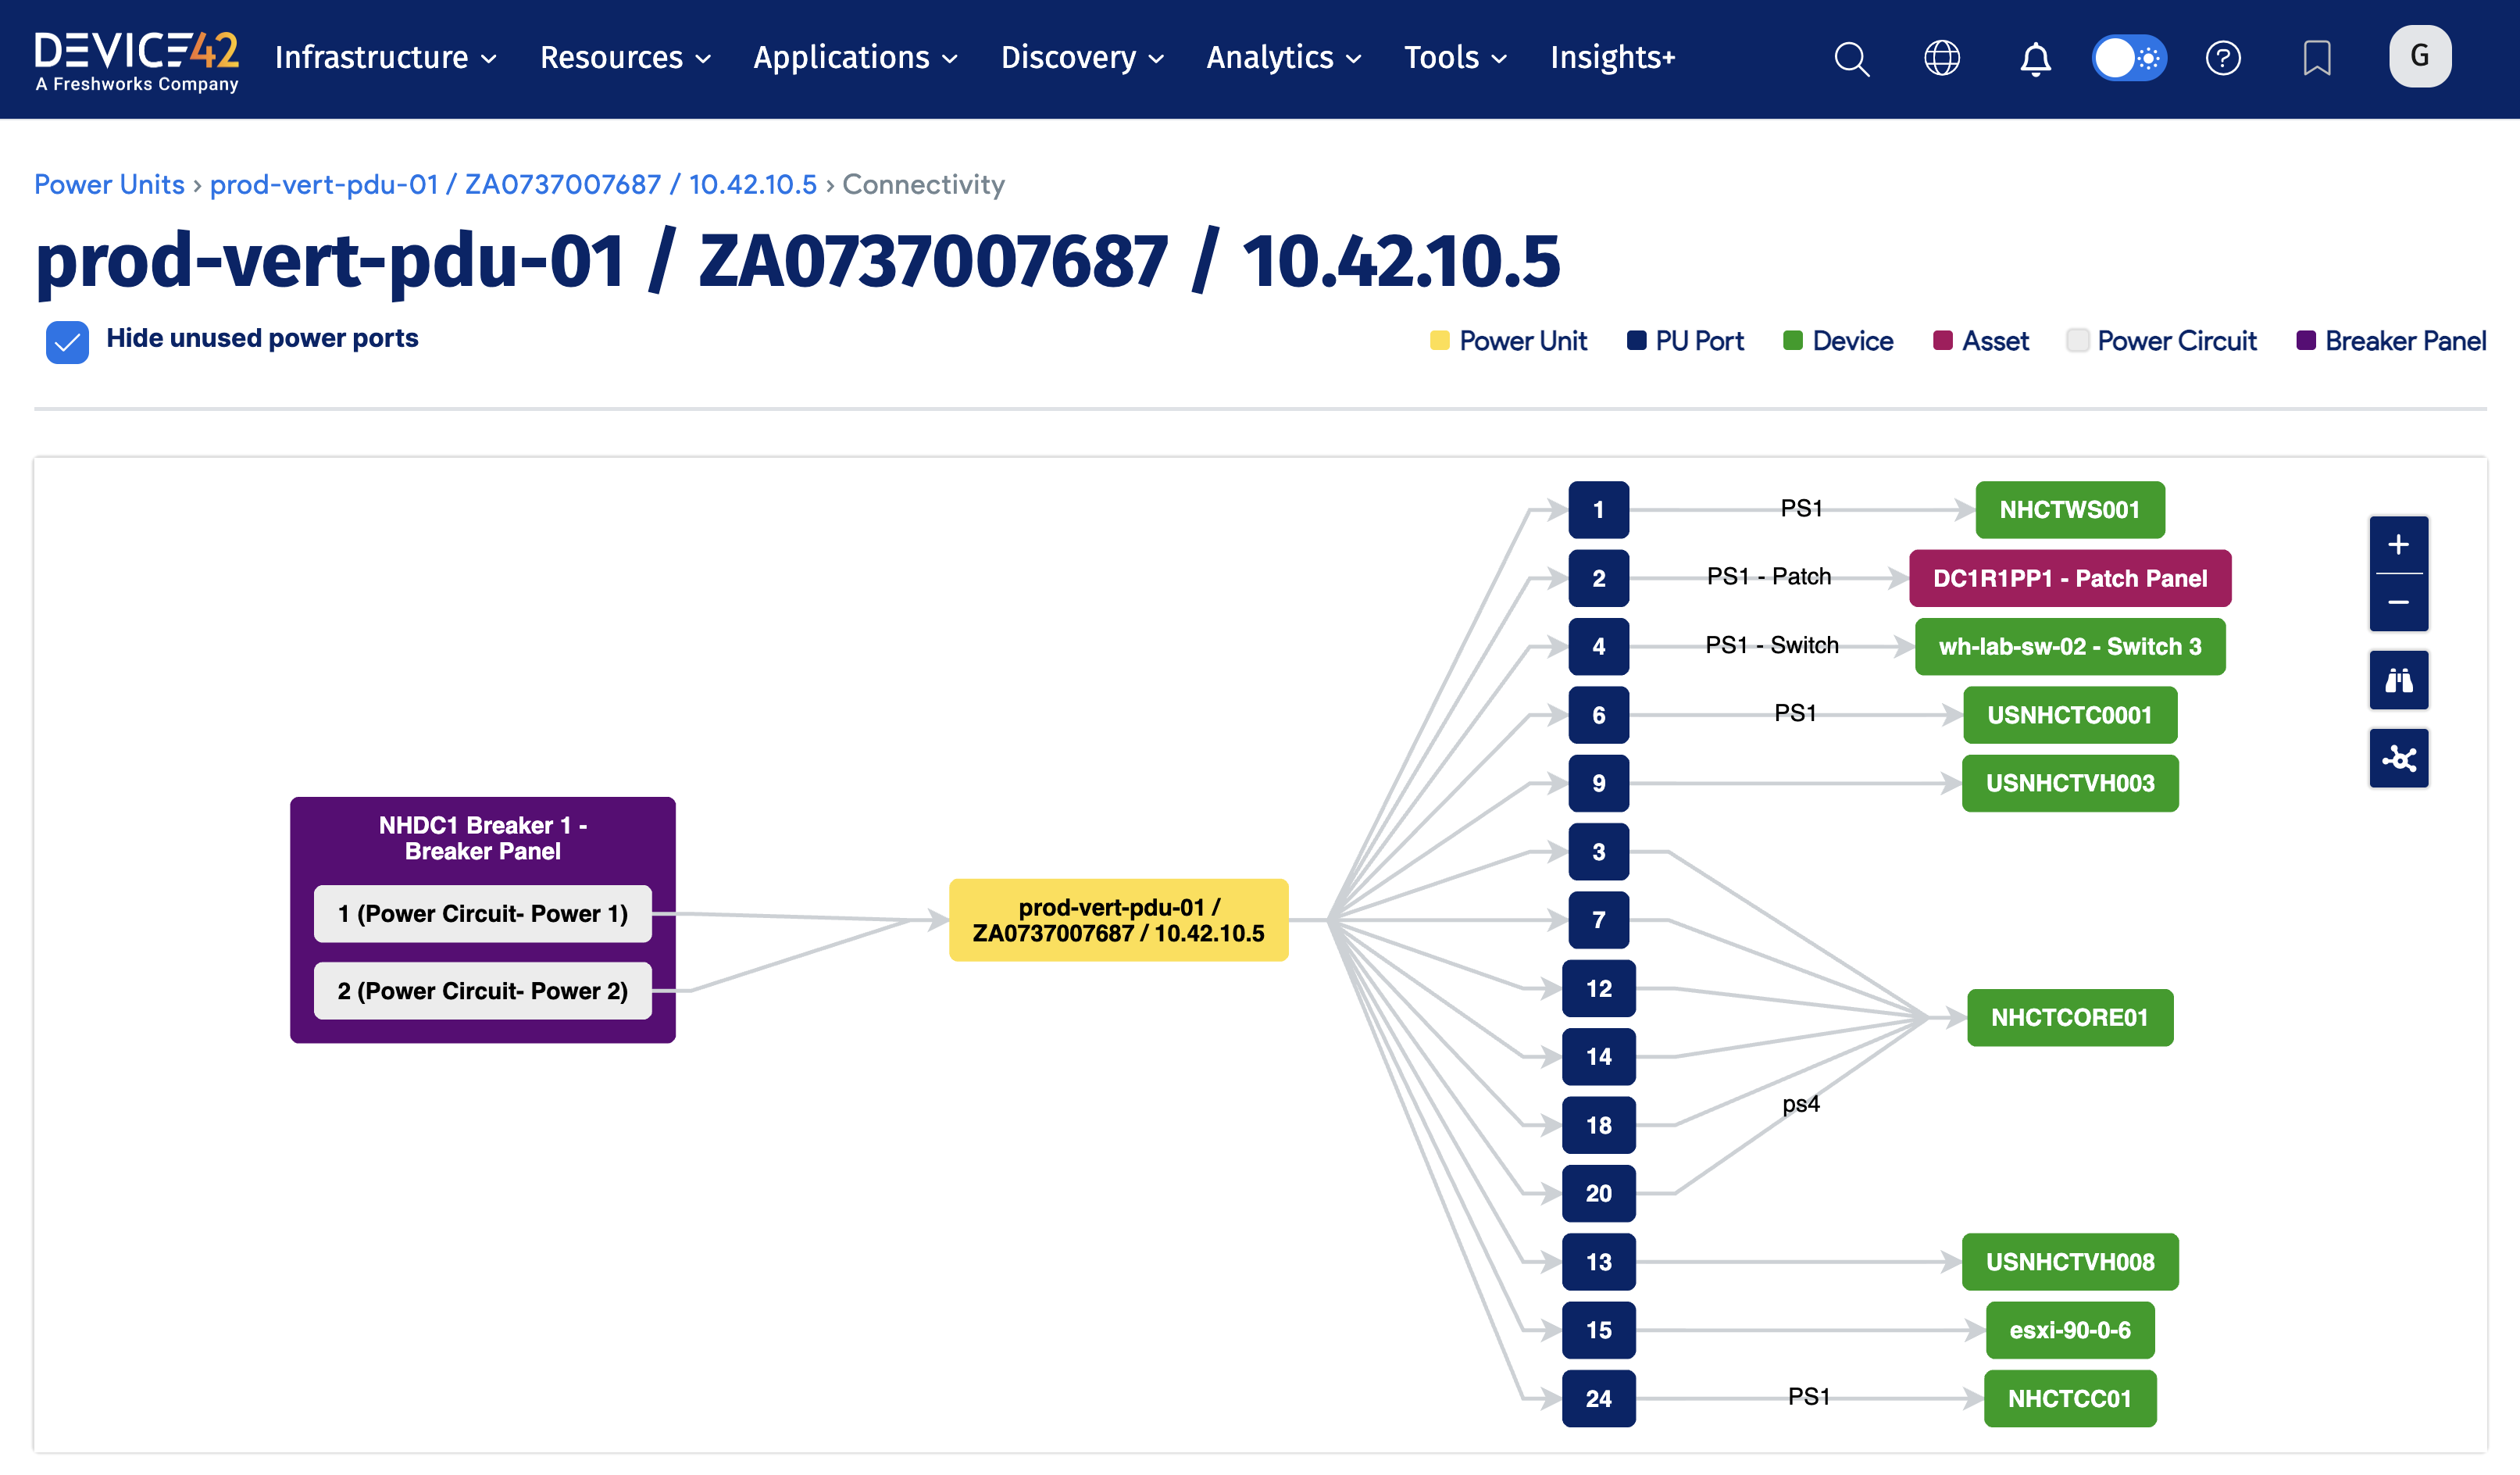 DEVICE42
A Freshworks Company
Infrastructure
Resources
Applications
Discovery
Analytics
Tools
Insights+
G
Power Units › prod-vert-pdu-01 / ZA0737007687 / 10.42.10.5 › Connectivity
prod-vert-pdu-01 / ZA0737007687 / 10.42.10.5
Hide unused power ports
Power Unit
PU Port
Device
Asset
Power Circuit
Breaker Panel
NHDC1 Breaker 1 -
Breaker Panel
1 (Power Circuit- Power 1)
2 (Power Circuit- Power 2)
prod-vert-pdu-01 /
ZA0737007687 / 10.42.10.5
1 PS1 NHCTWS001
2 PS1 - Patch DC1R1PP1 - Patch Panel
4 PS1 - Switch wh-lab-sw-02 - Switch 3
6 PS1 USNHCTC0001
9 USNHCTVH003
3
7
12
NHCTCORE01
14
ps4
18
20
13 USNHCTVH008
15 esxi-90-0-6
24 PS1 NHCTCC01